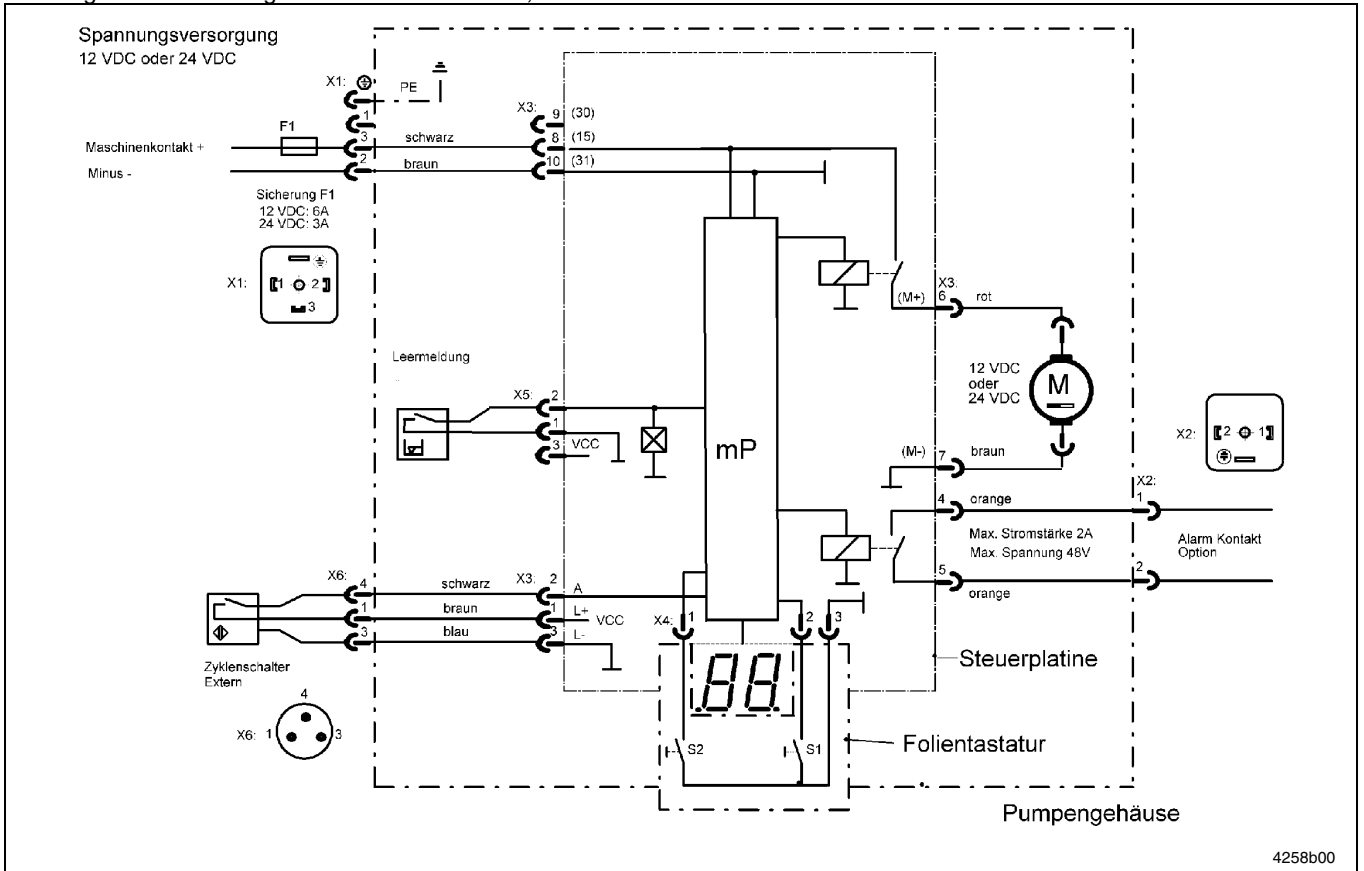 Spannungsversorgung
12 VDC oder 24 VDC
X1:
PE
1
F1
3
schwarz
Maschinenkontakt +
2
braun
Minus -
X3:
9 (30)
8 (15)
10 (31)
Sicherung F1
12 VDC: 6A
24 VDC: 3A
X1:
1 2
3
Leermeldung
X5: 2
1
3 VCC
mP
(M+)
X3:
6 rot
12 VDC
oder
24 VDC
M
(M-) 7 braun
X2:
2 1
X2:
4 orange
1
Max. Stromstärke 2A
Max. Spannung 48V
Alarm Kontakt
Option
5
orange
2
X6: 4 schwarz X3: 2 A
1 braun 1 L+ VCC
3 blau 3 L-
Zyklenschalter
Extern
4
X6: 1 3
X4: 1 2 3
88
S2 S1
Steuerplatine
Folientastatur
Pumpengehäuse
4258b00